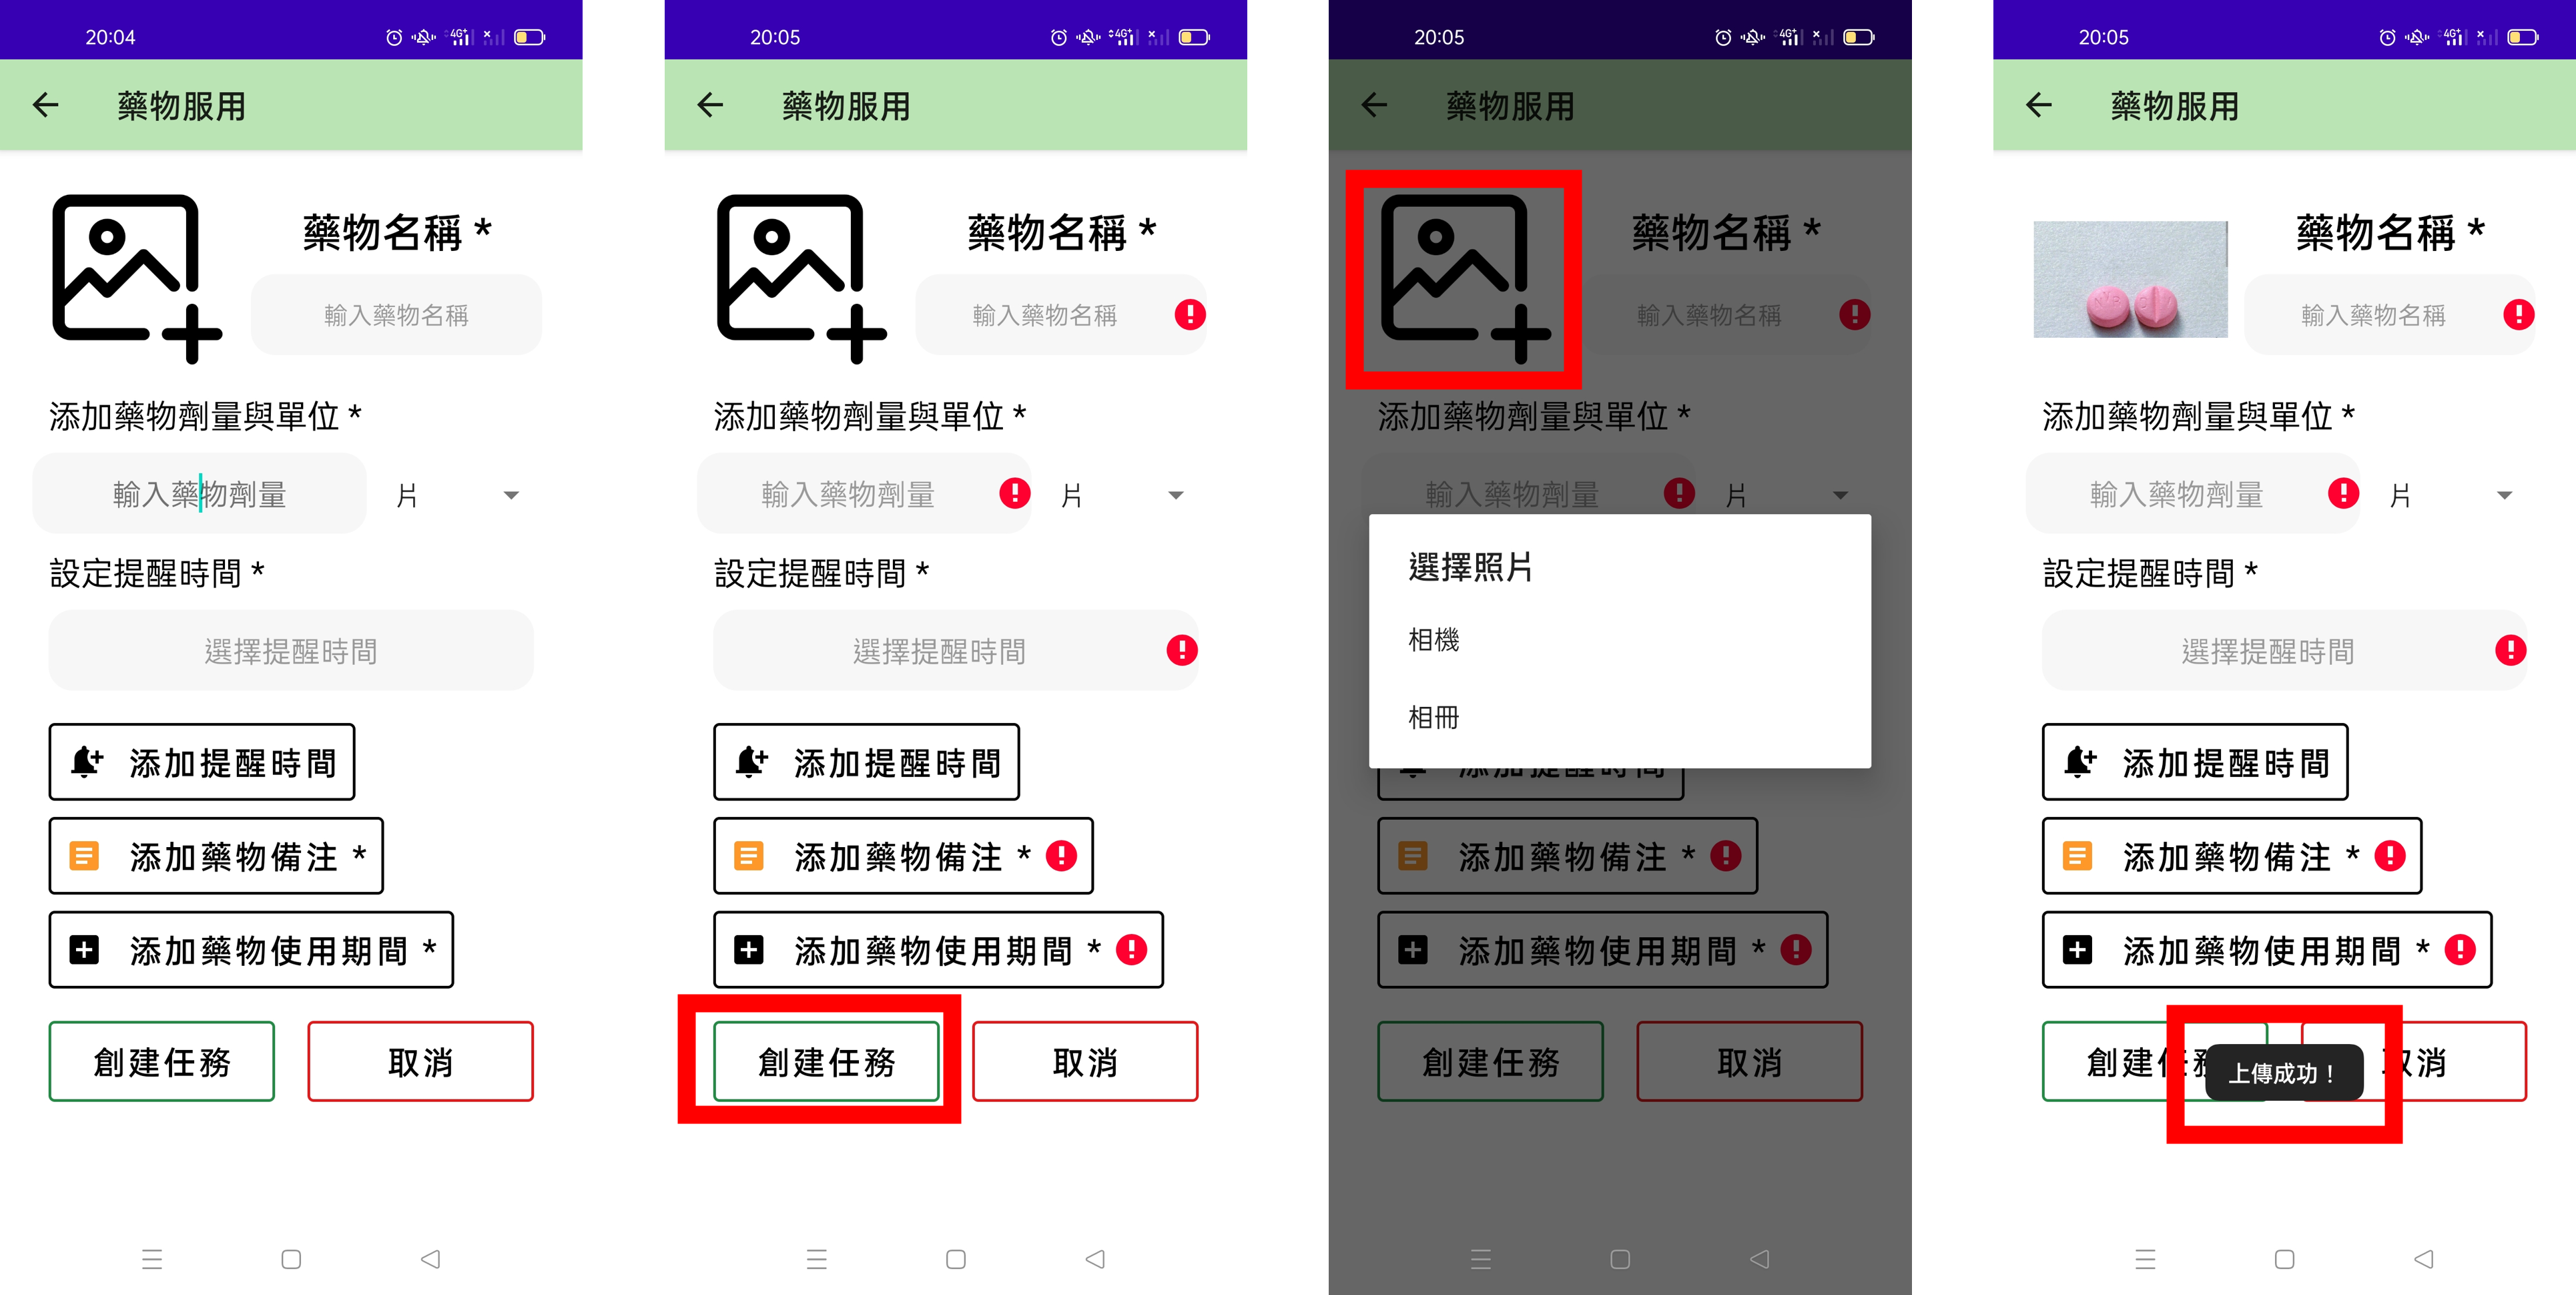 20:04
藥物服用
藥物名稱 *
輸入藥物名稱
添加藥物劑量與單位 *
輸入藥物劑量
片
設定提醒時間 *
選擇提醒時間
添加提醒時間
添加藥物備注 *
添加藥物使用期間 *
創建任務
取消
20:05
藥物服用
藥物名稱 *
輸入藥物名稱
添加藥物劑量與單位 *
輸入藥物劑量
片
設定提醒時間 *
選擇提醒時間
添加提醒時間
添加藥物備注 *
添加藥物使用期間 *
創建任務
取消
20:05
藥物服用
藥物名稱 *
輸入藥物名稱
添加藥物劑量與單位 *
輸入藥物劑量
片
選擇照片
相機
相冊
添加提醒時間
添加藥物備注 *
添加藥物使用期間 *
創建任務
取消
20:05
藥物服用
藥物名稱 *
輸入藥物名稱
添加藥物劑量與單位 *
輸入藥物劑量
片
設定提醒時間 *
選擇提醒時間
添加提醒時間
添加藥物備注 *
添加藥物使用期間 *
創建任務
上傳成功！
取消